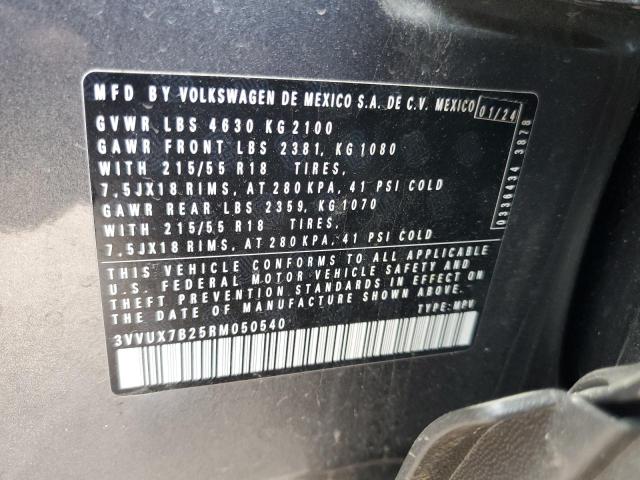 MFD BY VOLKSWAGEN DE MEXICO S.A. DE C.V. MEXICO 01/24
GVWR LBS 4630 KG 2100
GAWR FRONT LBS 2381, KG 1080
WITH 215/55 R18 TIRES,
7.5JX18 RIMS, AT 280 KPA, 41 PSI COLD
GAWR REAR LBS 2359, KG 1070
WITH 215/55 R18 TIRES,
7.5JX18 RIMS, AT 280 KPA, 41 PSI COLD
THIS VEHICLE CONFORMS TO ALL APPLICABLE
U.S. FEDERAL MOTOR VEHICLE SAFETY AND
THEFT PREVENTION STANDARDS IN EFFECT ON
THE DATE OF MANUFACTURE SHOWN ABOVE.
3VVUX7B25RM050540 TYPE: MPV
0336434 3878